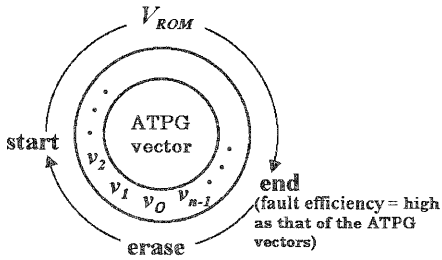 V_ROM
start
ATPG
vector
v_2
v_1
v_0
v_n-1
end
(fault efficiency = high
as that of the ATPG
vectors)
erase